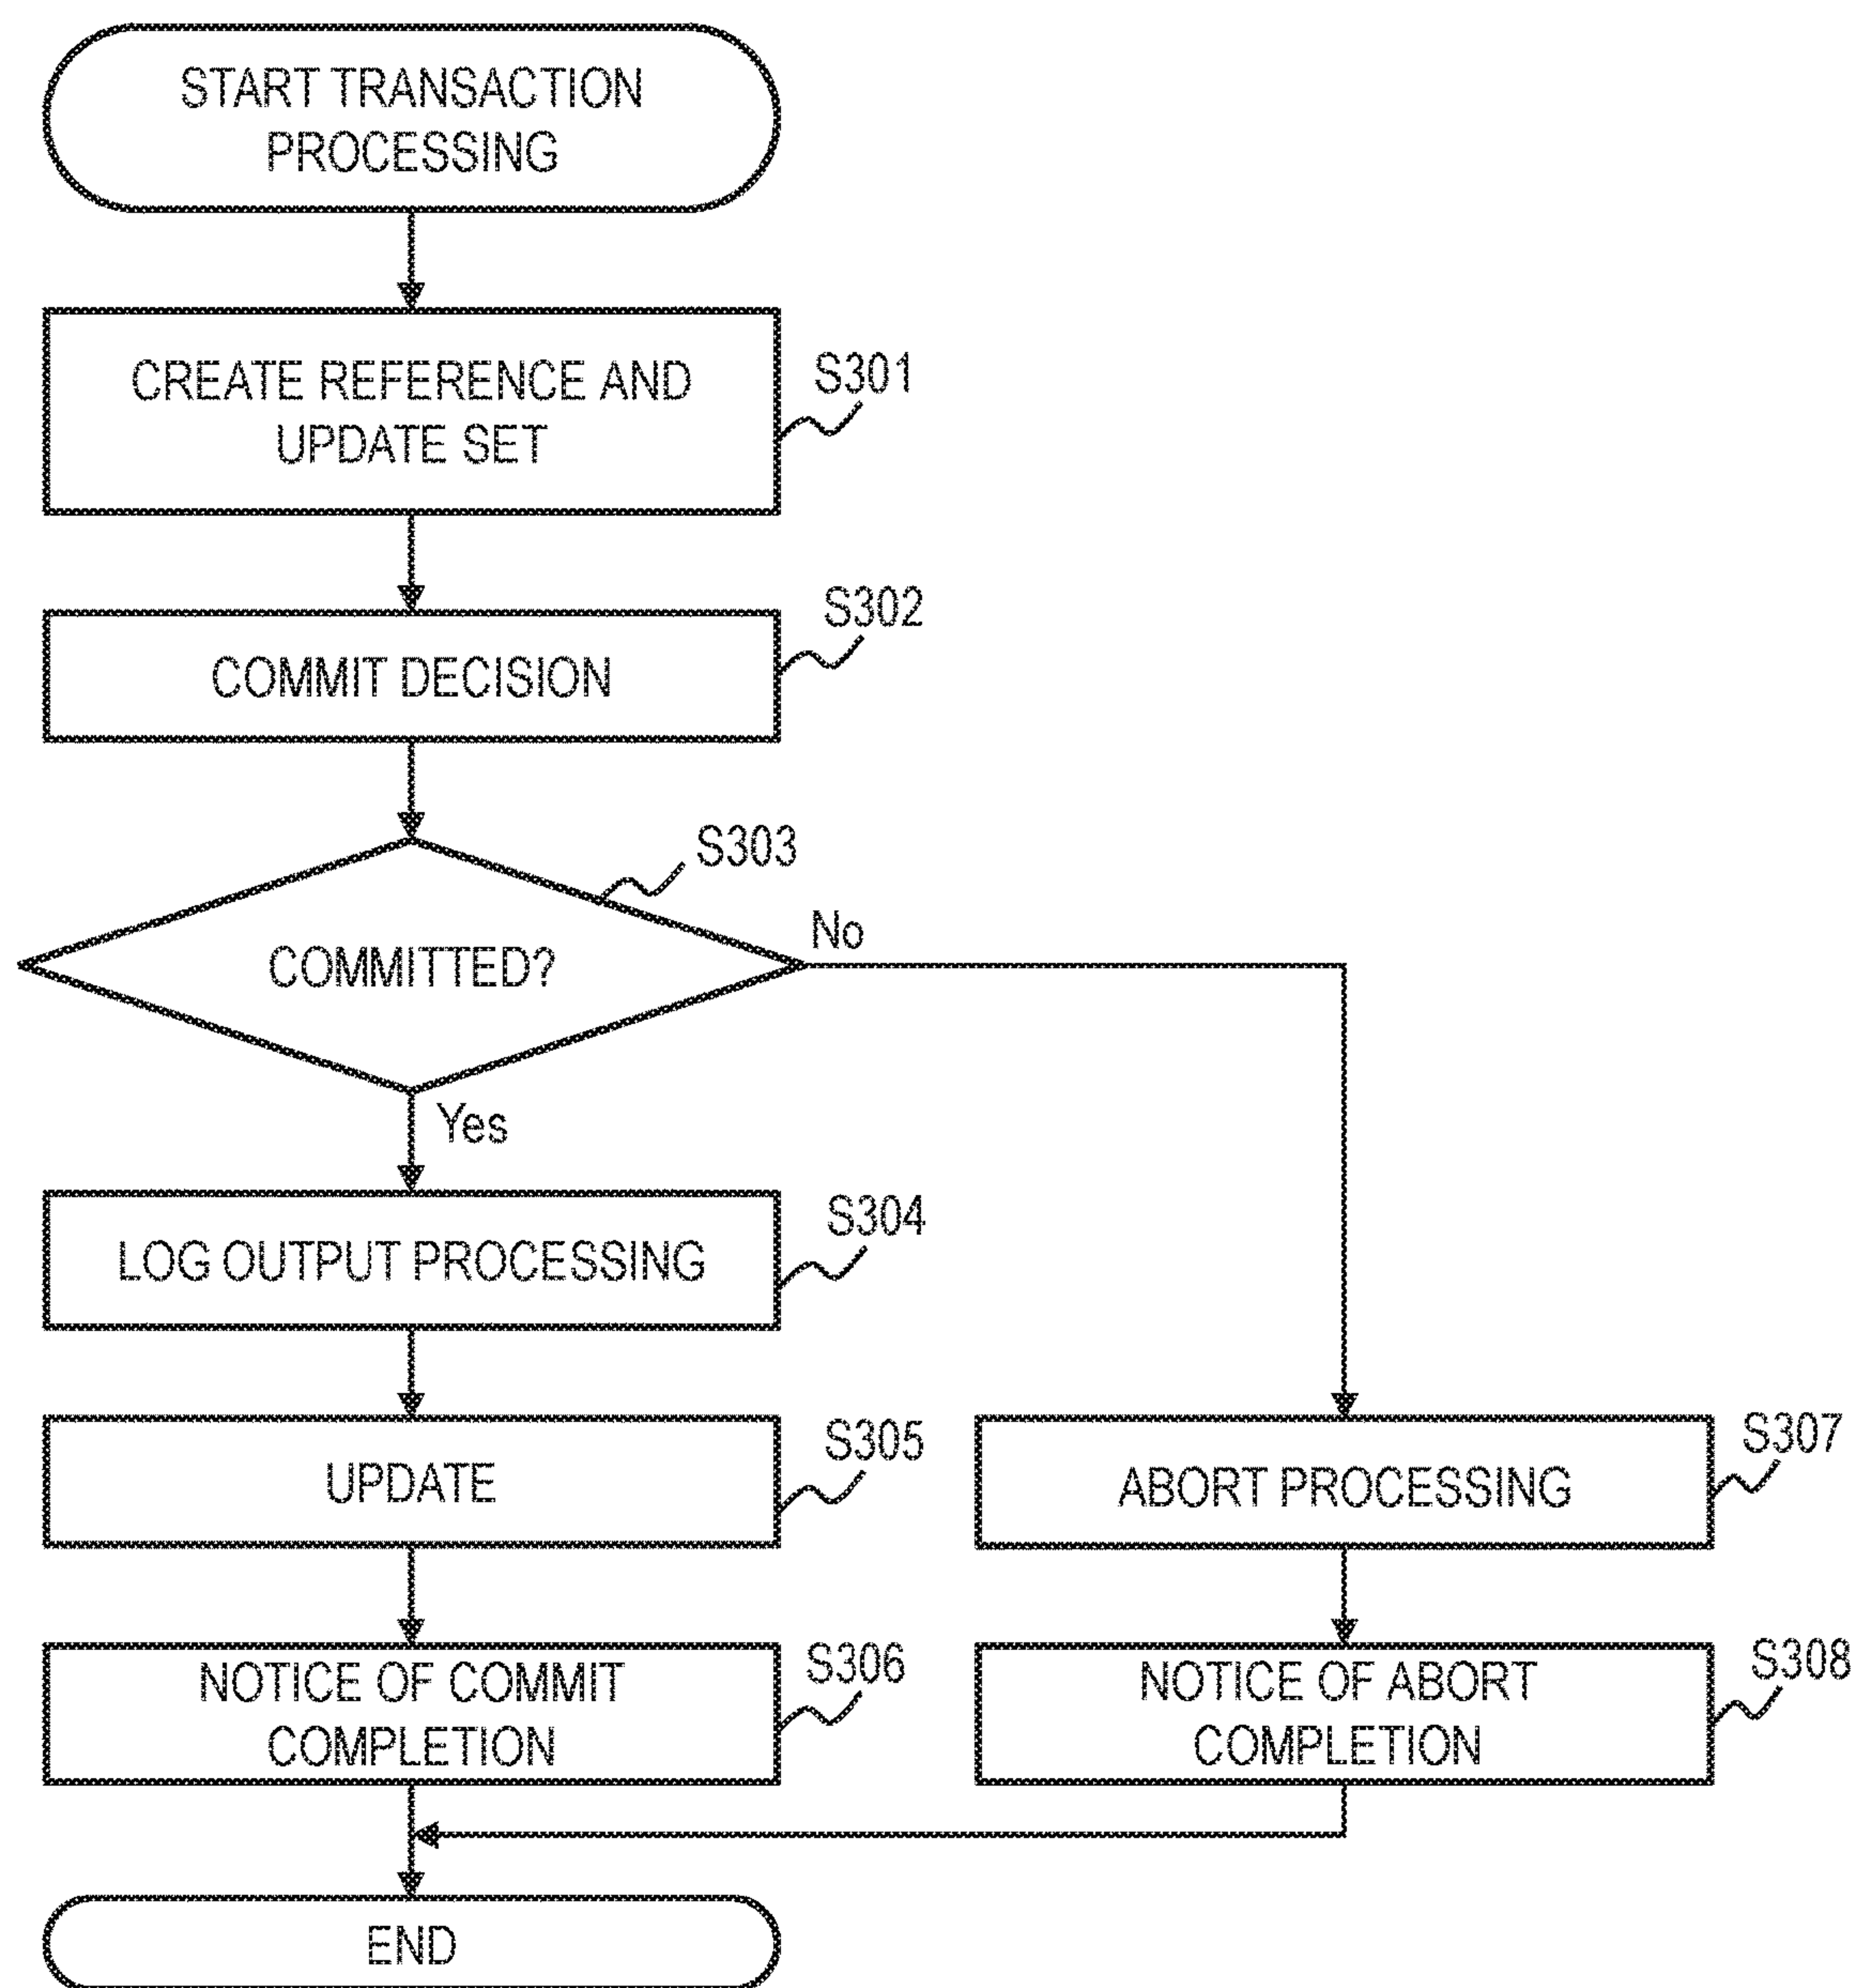 START TRANSACTION
PROCESSING
CREATE REFERENCE AND
UPDATE SET
S301
COMMIT DECISION
S302
S303
COMMITTED?
No
Yes
LOG OUTPUT PROCESSING
S304
UPDATE
S305
ABORT PROCESSING
S307
NOTICE OF COMMIT
COMPLETION
S306
NOTICE OF ABORT
COMPLETION
S308
END